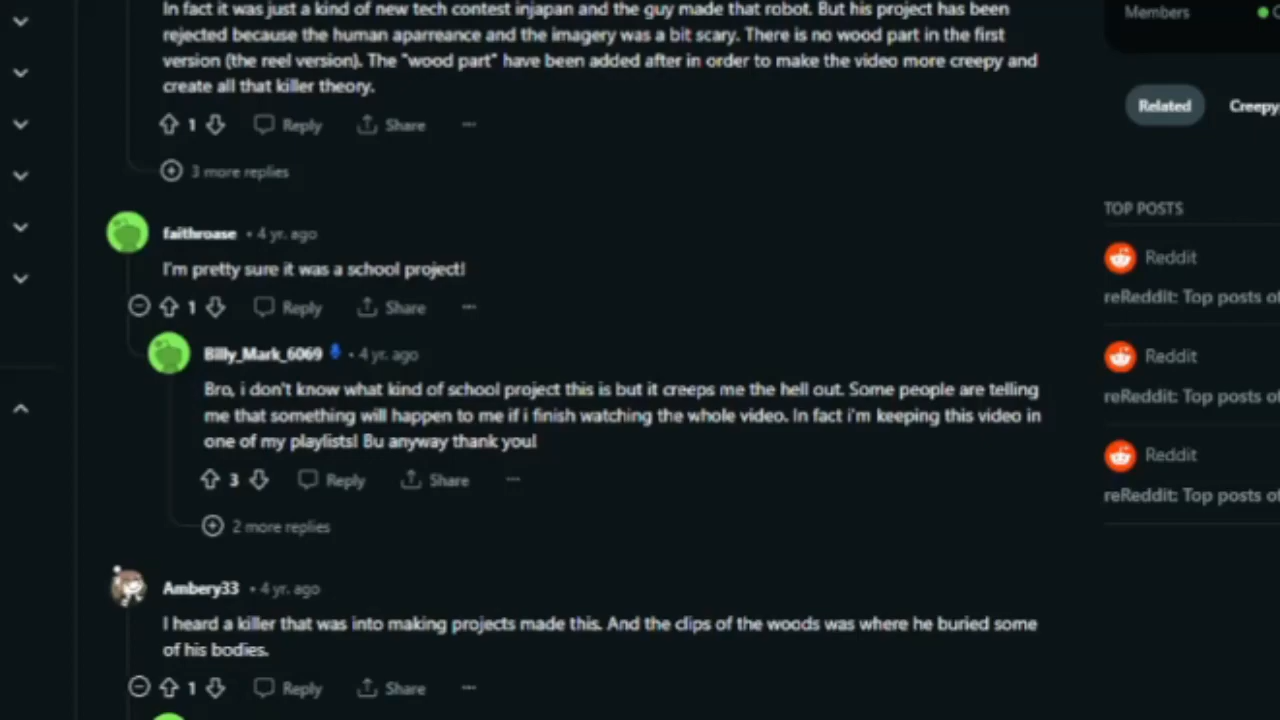 In fact it was just a kind of new tech contest injapan and the guy made that robot. But his project has been
rejected because the human aparreance and the imagery was a bit scary. There is no wood part in the first
version (the reel version). The "wood part" have been added after in order to make the video more creepy and
create all that killer theory.
1 Reply Share ...
3 more replies
faithroase • 4 yr. ago
I'm pretty sure it was a school project!
1 Reply Share ...
Billy_Mark_6069 • 4 yr. ago
Bro, i don't know what kind of school project this is but it creeps me the hell out. Some people are telling
me that something will happen to me if i finish watching the whole video. In fact i'm keeping this video in
one of my playlists! Bu anyway thank you!
3 Reply Share ...
2 more replies
Ambery33 • 4 yr. ago
I heard a killer that was into making projects made this. And the clips of the woods was where he buried some
of his bodies.
1 Reply Share ...
Members
Related Creepy
TOP POSTS
Reddit
reReddit: Top posts
Reddit
reReddit: Top posts
Reddit
reReddit: Top posts